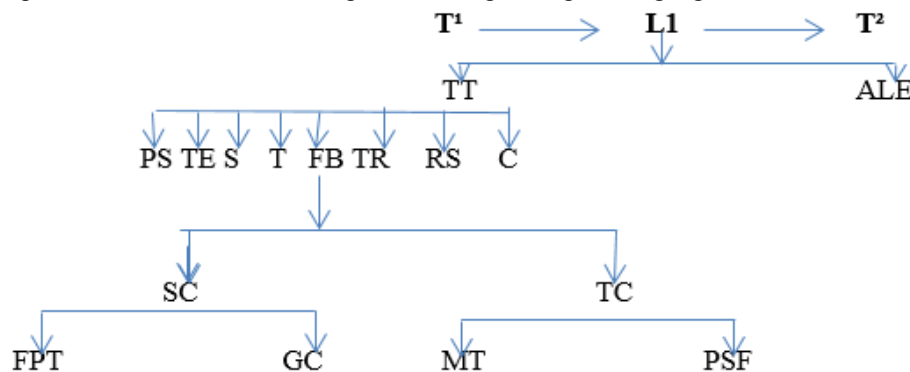 T¹ L1 T²
TT ALE
PS TE S T FB TR RS C
SC TC
FPT GC MT PSF